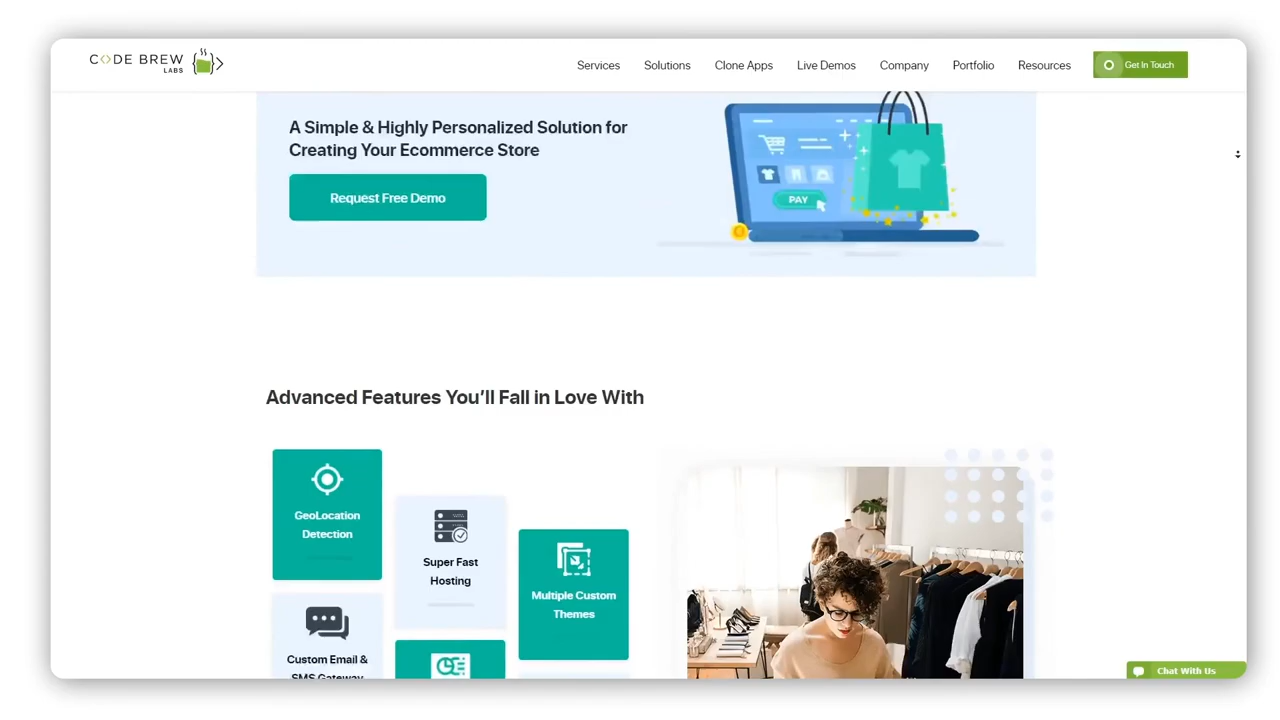 C<>DE BREW
LABS
Services
Solutions
Clone Apps
Live Demos
Company
Portfolio
Resources
Get In Touch
A Simple & Highly Personalized Solution for
Creating Your Ecommerce Store
Request Free Demo
PAY
Advanced Features You'll Fall in Love With
GeoLocation
Detection
Super Fast
Hosting
Multiple Custom
Themes
Custom Email &
SMS Gateway
Chat With Us